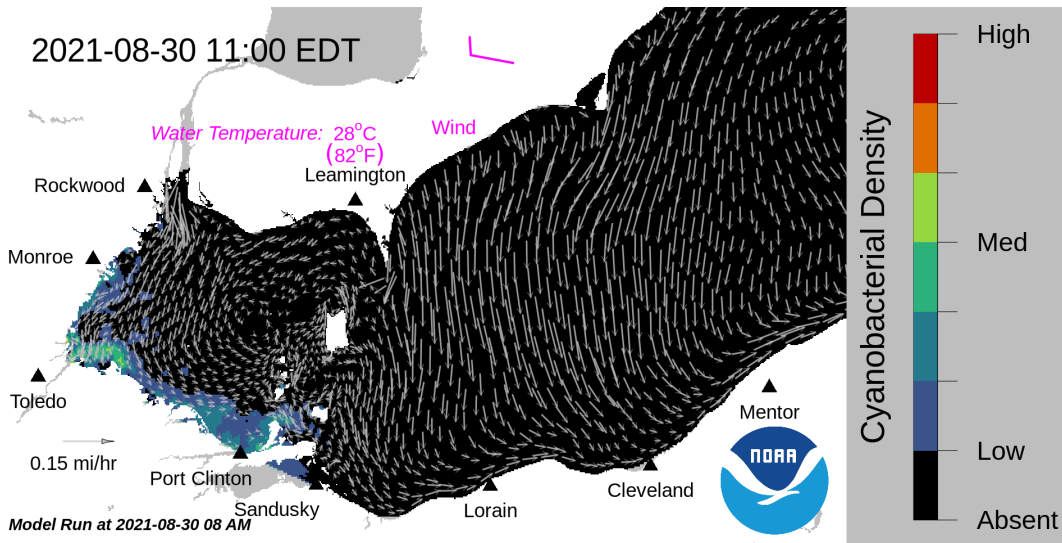 2021-08-30 11:00 EDT
Water Temperature: 28°C
(82°F)
Wind
Leamington
Rockwood
Monroe
Toledo
0.15 mi/hr
Port Clinton
Sandusky
Lorain
Cleveland
Mentor
NOAA
Model Run at 2021-08-30 08 AM
Cyanobacterial Density
High
Med
Low
Absent